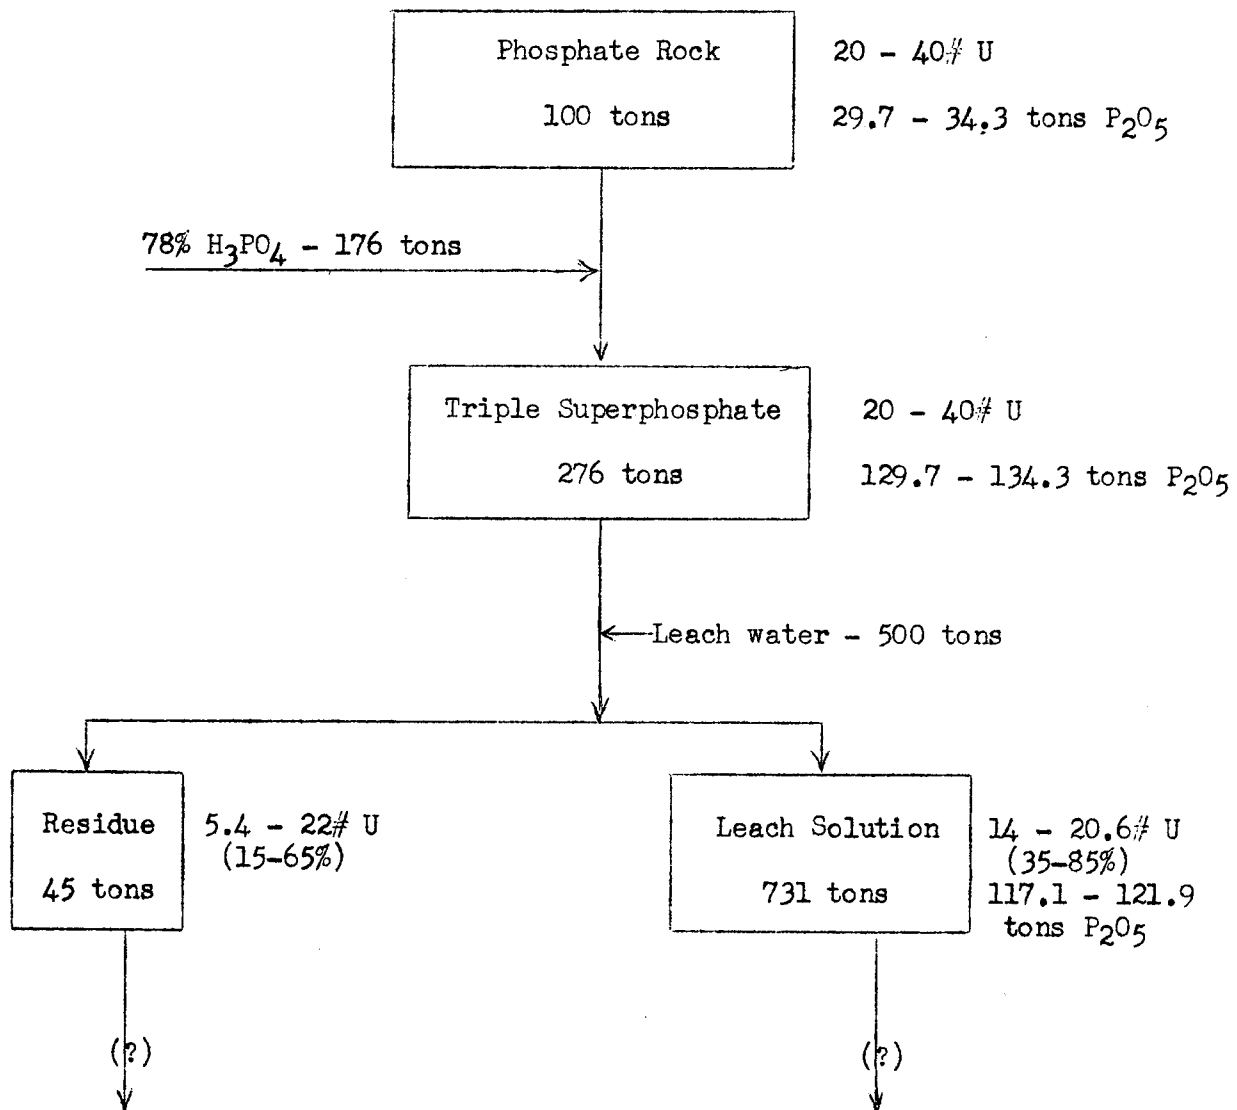 Phosphate Rock
100 tons
20 - 40# U
29.7 - 34.3 tons P2O5
78% H3PO4 - 176 tons
Triple Superphosphate
276 tons
20 - 40# U
129.7 - 134.3 tons P2O5
Leach water - 500 tons
Residue
45 tons
5.4 - 22# U
(15-65%)
Leach Solution
731 tons
14 - 20.6# U
(35-85%)
117.1 - 121.9
tons P2O5
(?)
(?)